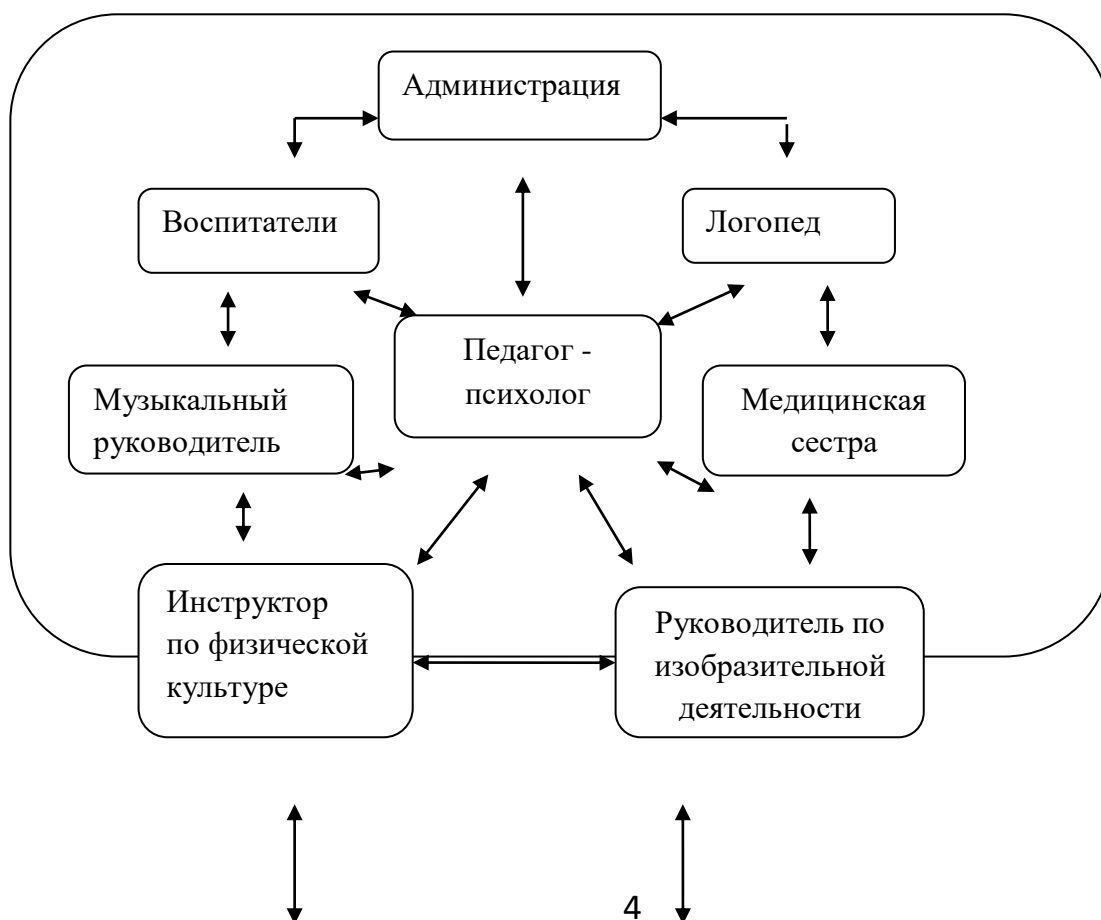 Администрация
Воспитатели
Логопед
Педагог -
психолог
Музыкальный
руководитель
Медицинская
сестра
Инструктор
по физической
культуре
Руководитель по
изобразительной
деятельности
4